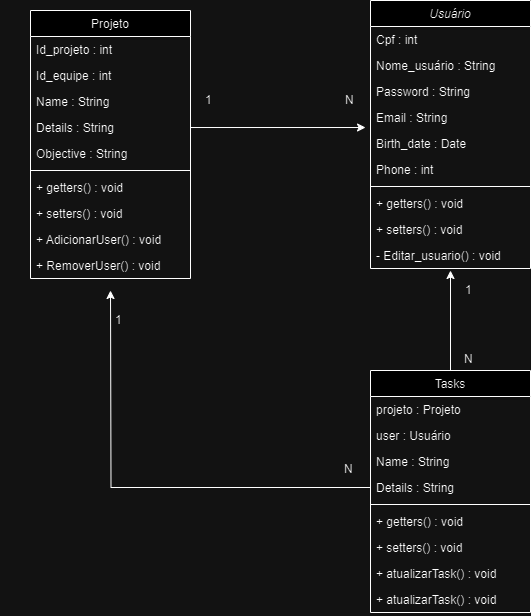 Projeto
Id_projeto : int
Id_equipe : int
Name : String
Details : String
Objective : String
+ getters() : void
+ setters() : void
+ AdicionarUser() : void
+ RemoverUser() : void
1
N
Usuário
Cpf : int
Nome_usuário : String
Password : String
Email : String
Birth_date : Date
Phone : int
+ getters() : void
+ setters() : void
- Editar_usuario() : void
1
N
1
N
Tasks
projeto : Projeto
user : Usuário
Name : String
Details : String
+ getters() : void
+ setters() : void
+ atualizarTask() : void
+ atualizarTask() : void